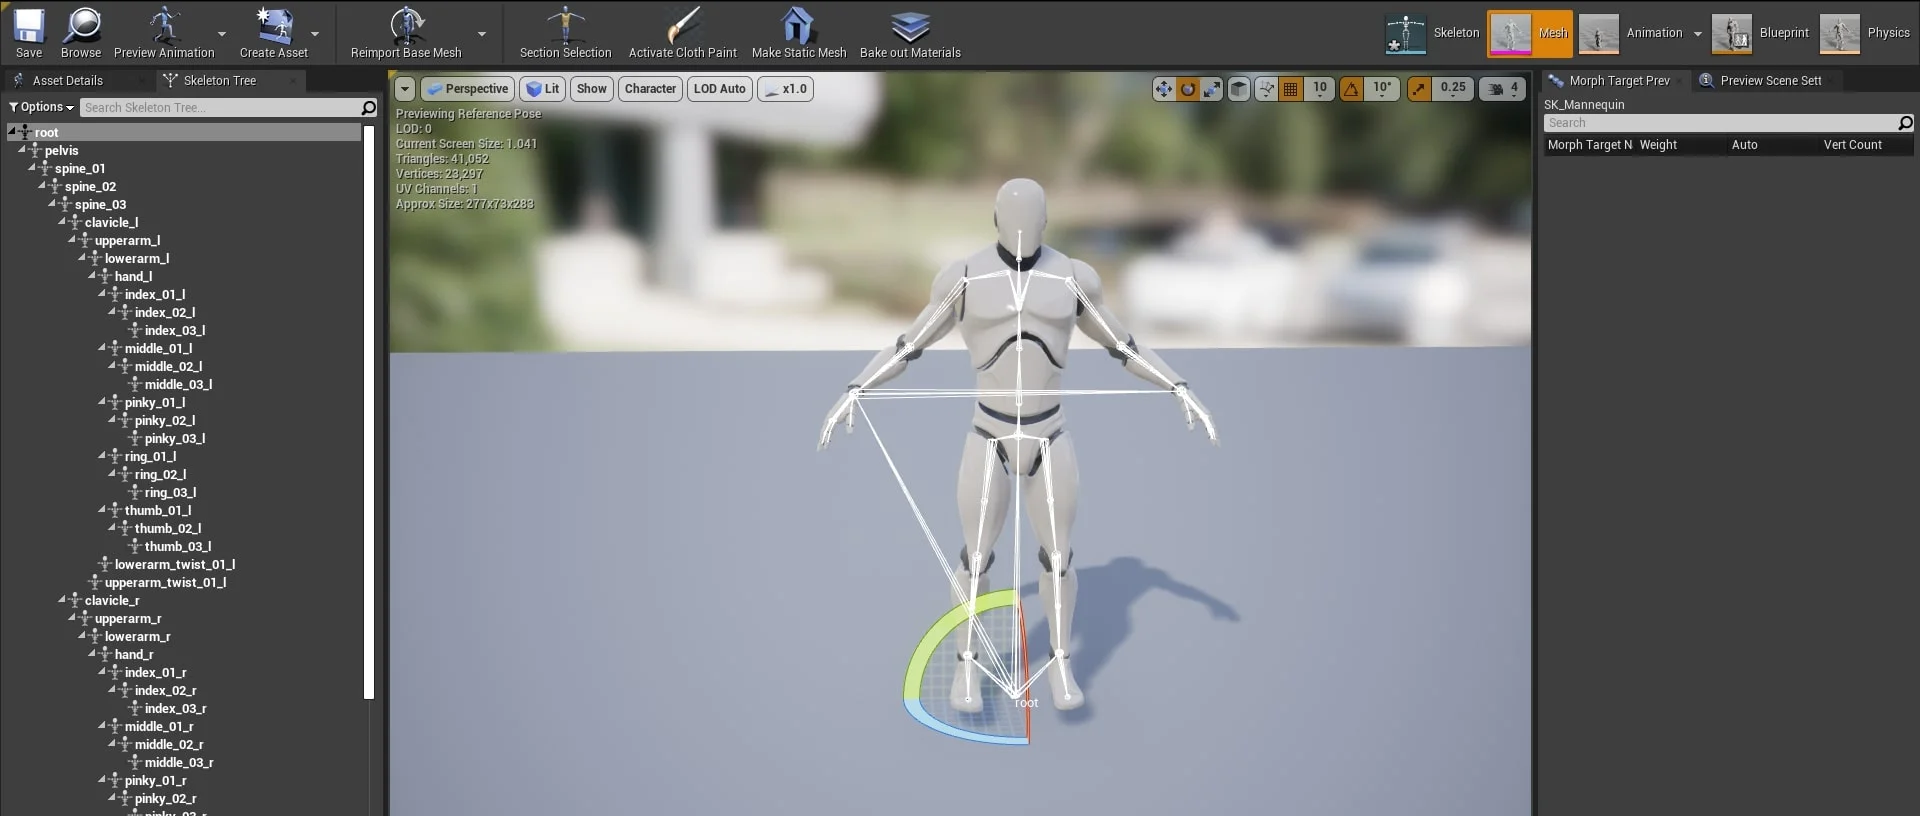 Save Browse Preview Animation Create Asset Reimport Base Mesh Section Selection Activate Cloth Paint Make Static Mesh Bake out Materials Skeleton Mesh Animation Blueprint Physics
Asset Details Skeleton Tree
Options Search Skeleton Tree...
root
pelvis
spine_01
spine_02
spine_03
clavicle_l
upperarm_l
lowerarm_l
hand_l
index_01_l
index_02_l
index_03_l
middle_01_l
middle_02_l
middle_03_l
pinky_01_l
pinky_02_l
pinky_03_l
ring_01_l
ring_02_l
ring_03_l
thumb_01_l
thumb_02_l
thumb_03_l
lowerarm_twist_01_l
upperarm_twist_01_l
clavicle_r
upperarm_r
lowerarm_r
hand_r
index_01_r
index_02_r
index_03_r
middle_01_r
middle_02_r
middle_03_r
pinky_01_r
pinky_02_r
pinky_03_r
Perspective Lit Show Character LOD Auto x1.0 10 10° 0.25 4
Previewing Reference Pose
LOD: 0
Current Screen Size: 1.041
Triangles: 41,052
Vertices: 23,297
UV Channels: 1
Approx Size: 277x73x283
root
Morph Target Prev Preview Scene Sett
SK_Mannequin
Search
Morph Target N Weight Auto Vert Count